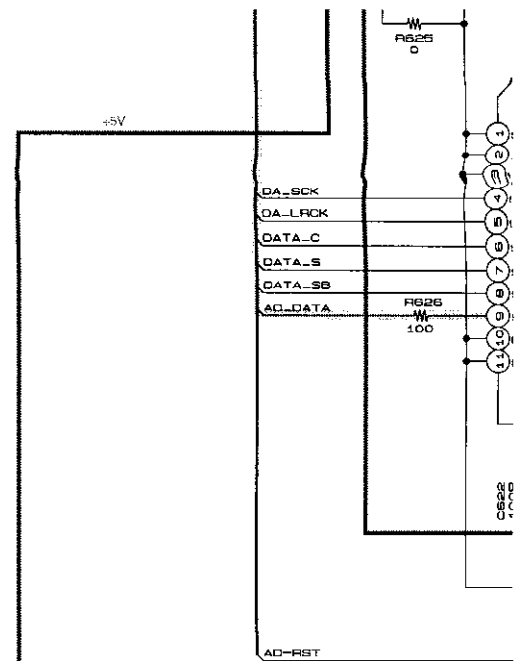 R625
0
+5V
1
2
3
DA_SCK
4
DA_LRCK
5
DATA_C
6
DATA_S
7
DATA_SB
8
R626
AD_DATA
9
100
10
11
C622
AD-RST